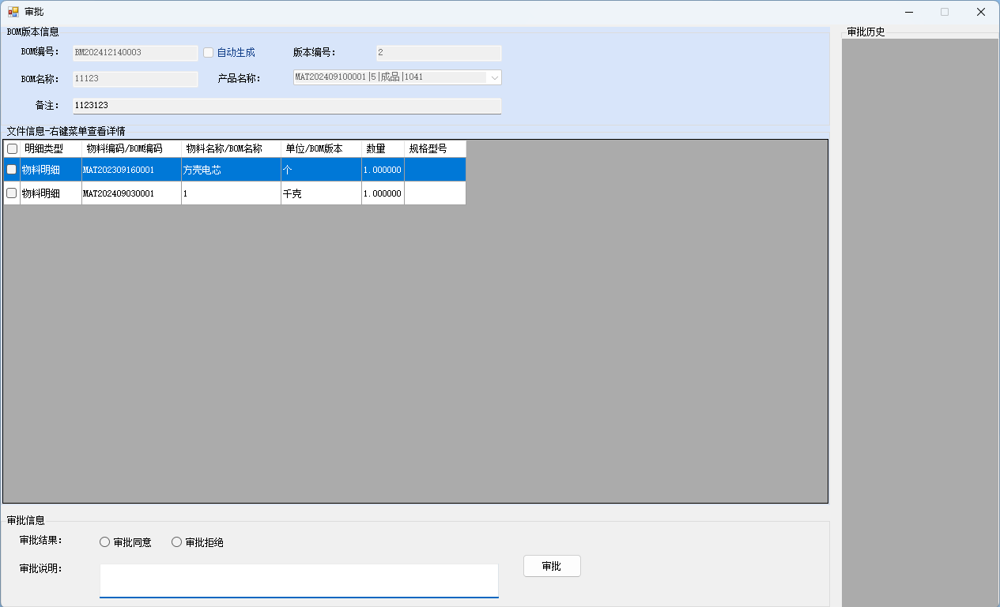 审批
BOM版本信息
审批历史
BOM编号： BM202412140003 自动生成 版本编号： 2
BOM名称： 11123 产品名称： MAT202409100001|5|成品|1041
备注： 1123123
文件信息-右键菜单查看详情
明细类型 物料编码/BOM编码 物料名称/BOM名称 单位/BOM版本 数量 规格型号
物料明细 MAT202309160001 方壳电芯 个 1.000000
物料明细 MAT202409030001 1 千克 1.000000
审批信息
审批结果： 审批同意 审批拒绝
审批说明： 审批